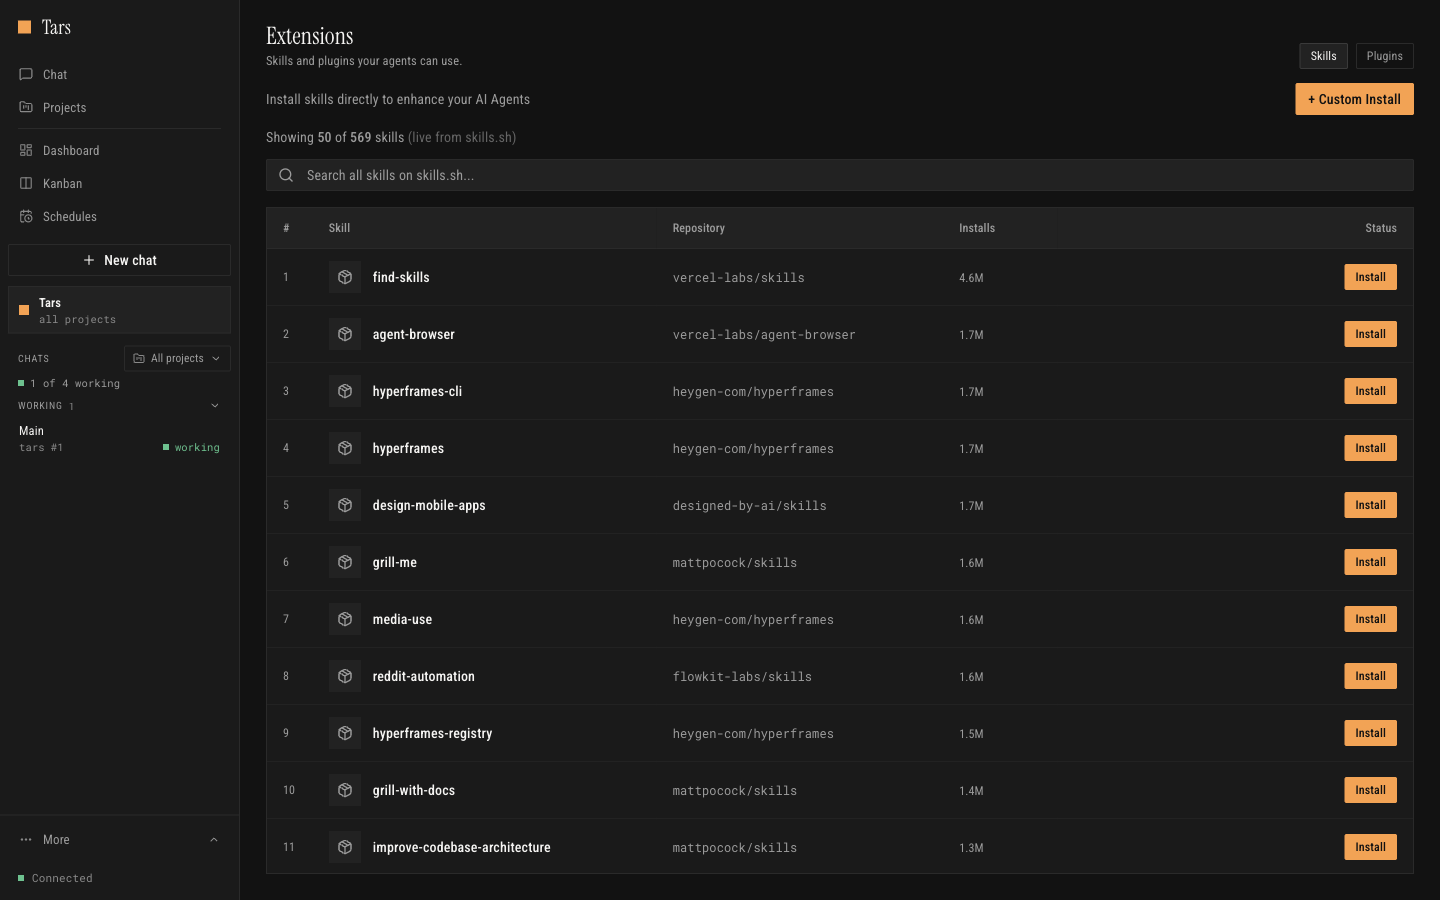 Tars
Chat
Projects
Dashboard
Kanban
Schedules
New chat
Tars
all projects
CHATS
All projects
1 of 4 working
WORKING 1
Main
tars #1
working
More
Connected
Extensions
Skills and plugins your agents can use.
Skills
Plugins
Install skills directly to enhance your AI Agents
+ Custom Install
Showing 50 of 569 skills (live from skills.sh)
Search all skills on skills.sh...
# Skill Repository Installs Status
1 find-skills vercel-labs/skills 4.6M Install
2 agent-browser vercel-labs/agent-browser 1.7M Install
3 hyperframes-cli heygen-com/hyperframes 1.7M Install
4 hyperframes heygen-com/hyperframes 1.7M Install
5 design-mobile-apps designed-by-ai/skills 1.7M Install
6 grill-me mattpocock/skills 1.6M Install
7 media-use heygen-com/hyperframes 1.6M Install
8 reddit-automation flowkit-labs/skills 1.6M Install
9 hyperframes-registry heygen-com/hyperframes 1.5M Install
10 grill-with-docs mattpocock/skills 1.4M Install
11 improve-codebase-architecture mattpocock/skills 1.3M Install